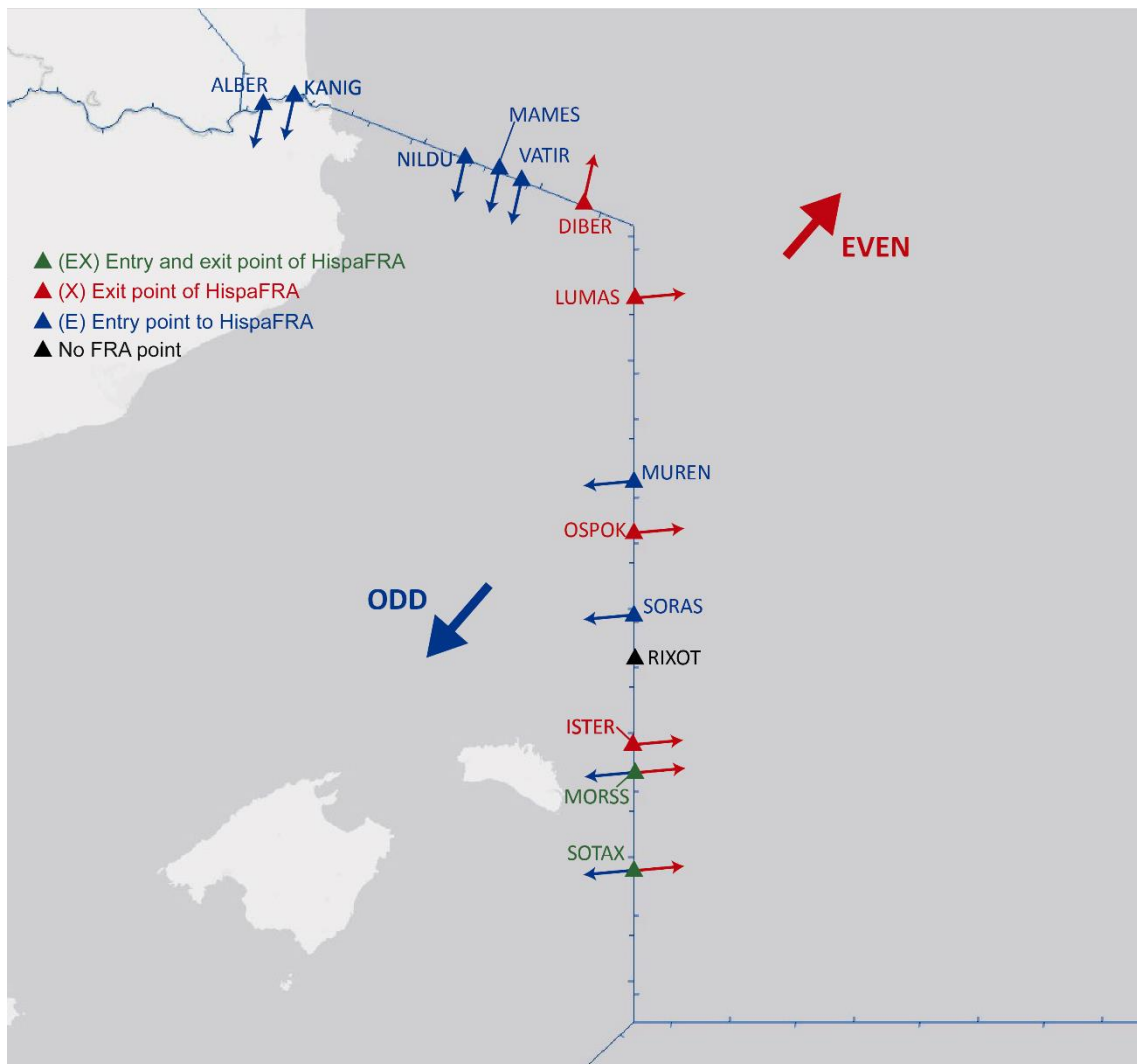 ALBER
KANIG
MAMES
NILDU
VATIR
DIBER
EVEN
(EX) Entry and exit point of HispaFRA
(X) Exit point of HispaFRA
(E) Entry point to HispaFRA
No FRA point
LUMAS
MUREN
OSPOK
ODD
SORAS
RIXOT
ISTER
MORSS
SOTAX